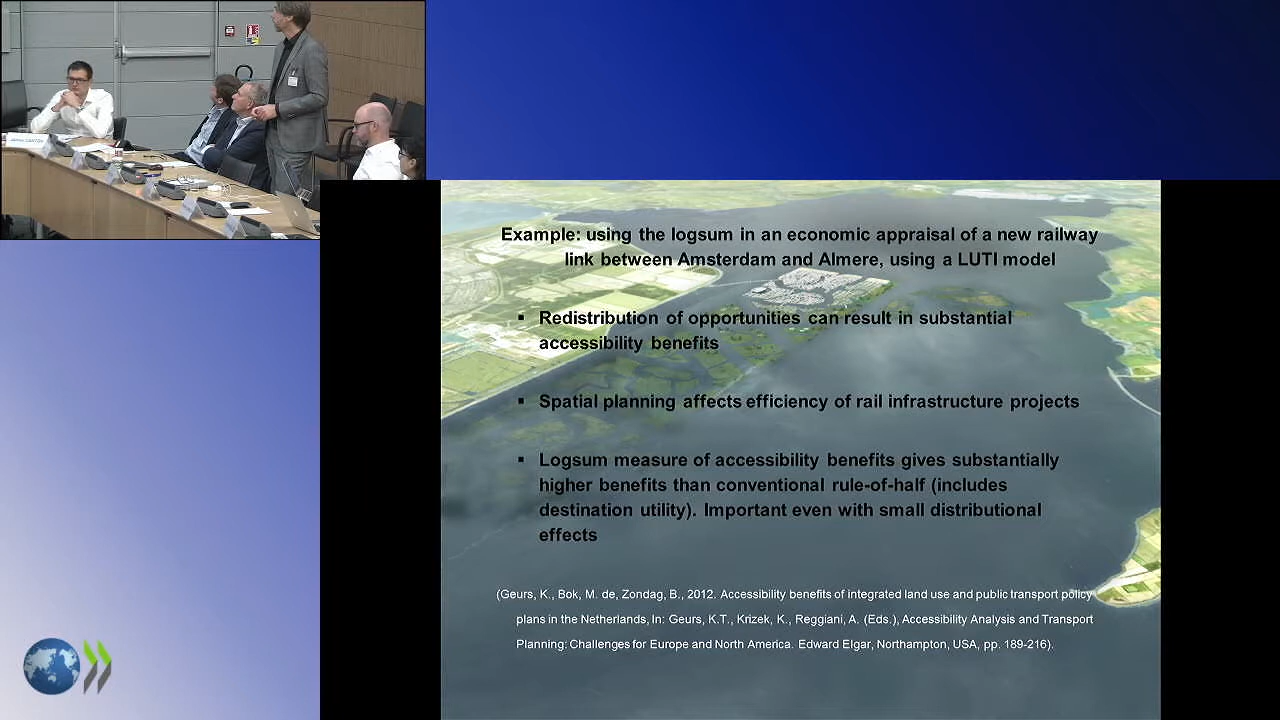 Example: using the logsum in an economic appraisal of a new railway
link between Amsterdam and Almere, using a LUTI model
▪ Redistribution of opportunities can result in substantial
accessibility benefits
▪ Spatial planning affects efficiency of rail infrastructure projects
▪ Logsum measure of accessibility benefits gives substantially
higher benefits than conventional rule-of-half (includes
destination utility). Important even with small distributional
effects
(Geurs, K., Bok, M. de, Zondag, B., 2012. Accessibility benefits of integrated land use and public transport policy
plans in the Netherlands, In: Geurs, K.T., Krizek, K., Reggiani, A. (Eds.), Accessibility Analysis and Transport
Planning: Challenges for Europe and North America. Edward Elgar, Northampton, USA, pp. 189-216).